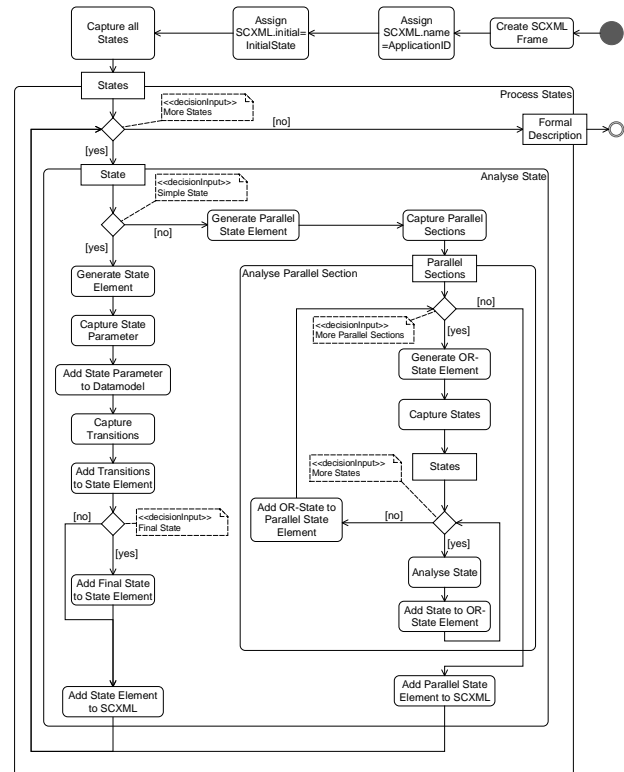 Capture all
States
Assign
SCXML.initial=
InitialState
Assign
SCXML.name
=ApplicationID
Create SCXML
Frame
States
Process States
<<decisionInput>>
More States
[no]
Formal
Description
[yes]
State
Analyse State
<<decisionInput>>
Simple State
[no]
Generate Parallel
State Element
Capture Parallel
Sections
[yes]
Generate State
Element
Analyse Parallel Section
Parallel
Sections
[no]
<<decisionInput>>
More Parallel Sections
[yes]
Capture State
Parameter
Generate OR-
State Element
Add State Parameter
to Datamodel
Capture States
Capture
Transitions
States
<<decisionInput>>
More States
Add Transitions
to State Element
[no]
<<decisionInput>>
Final State
[yes]
Add OR-State to
Parallel State
Element
[no]
[yes]
Analyse State
Add Final State
to State Element
Add State to OR-
State Element
Add State Element
to SCXML
Add Parallel State
Element to SCXML